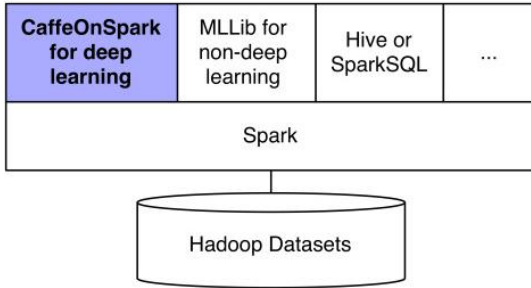 CaffeOnSpark
for deep
learning
MLLib for
non-deep
learning
Hive or
SparkSQL
...
Spark
Hadoop Datasets